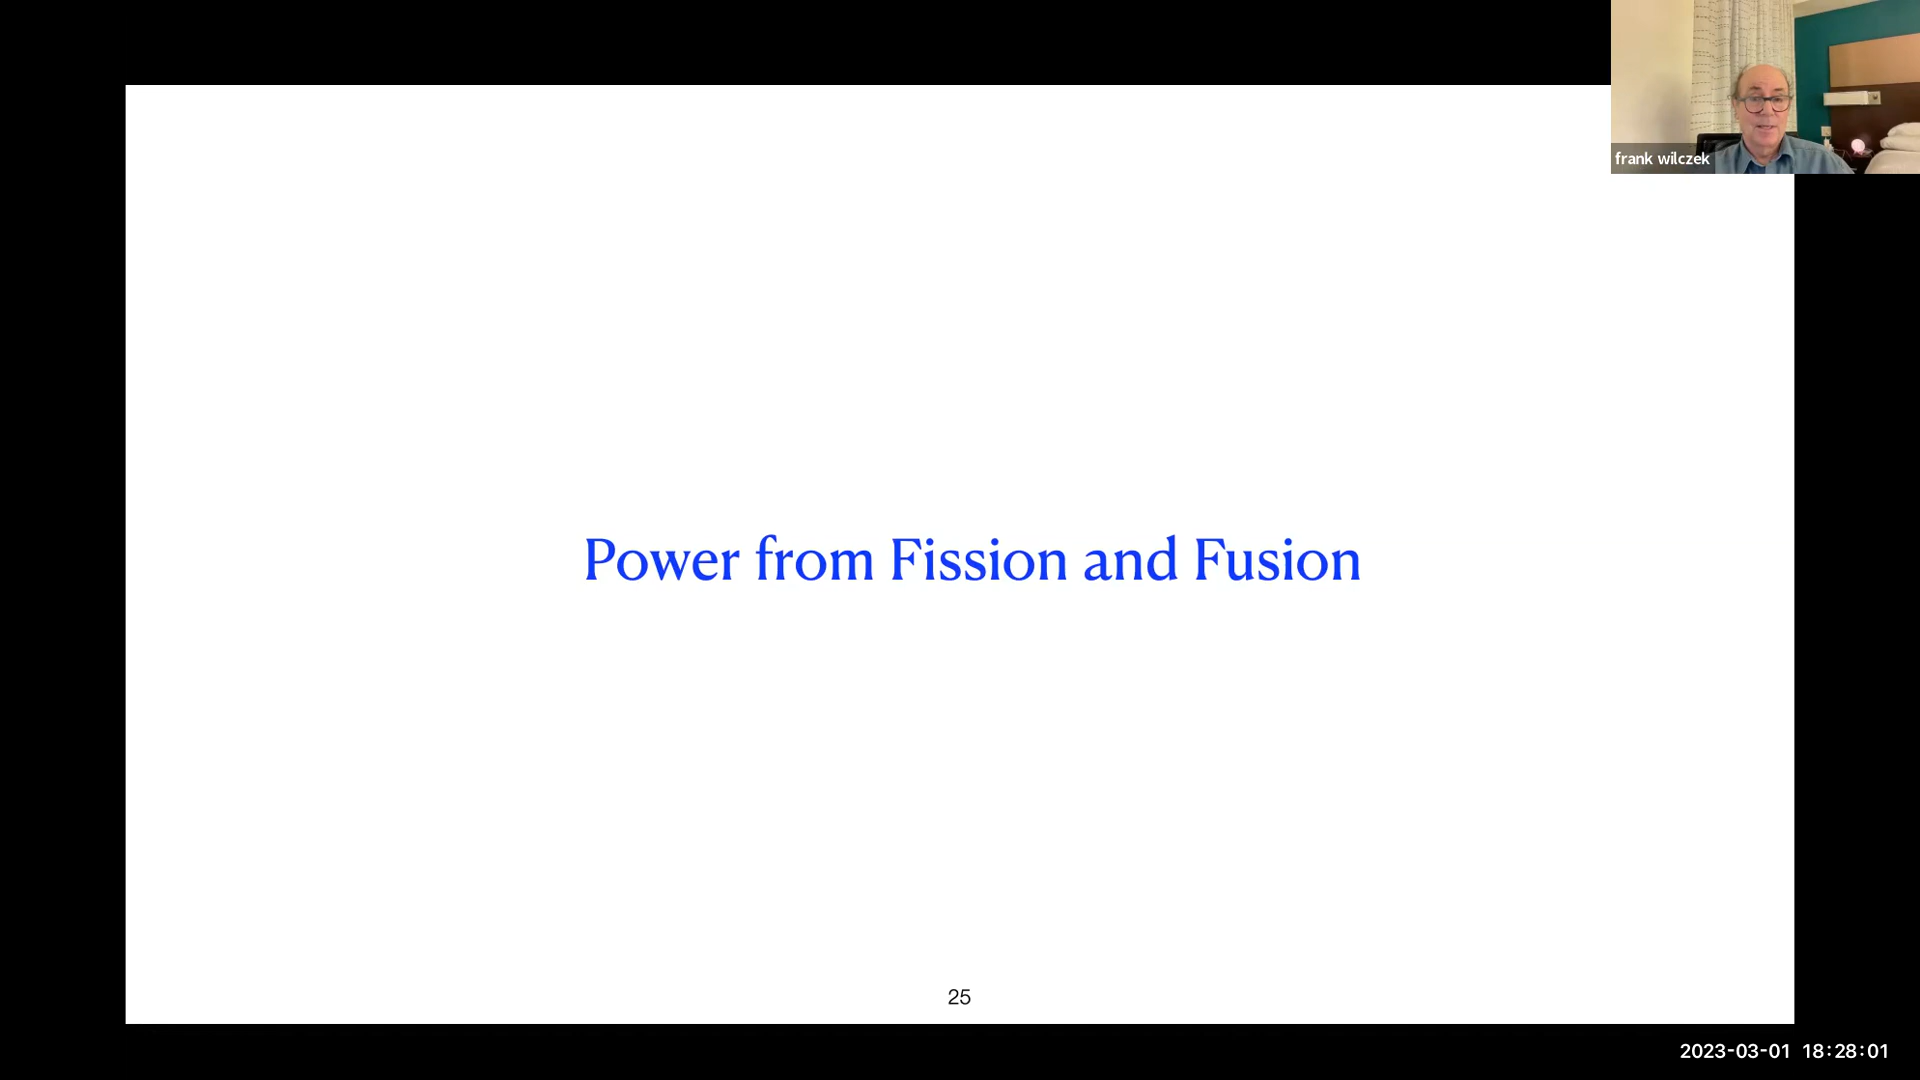 frank wilczek
Power from Fission and Fusion
25
2023-03-01 18:28:01